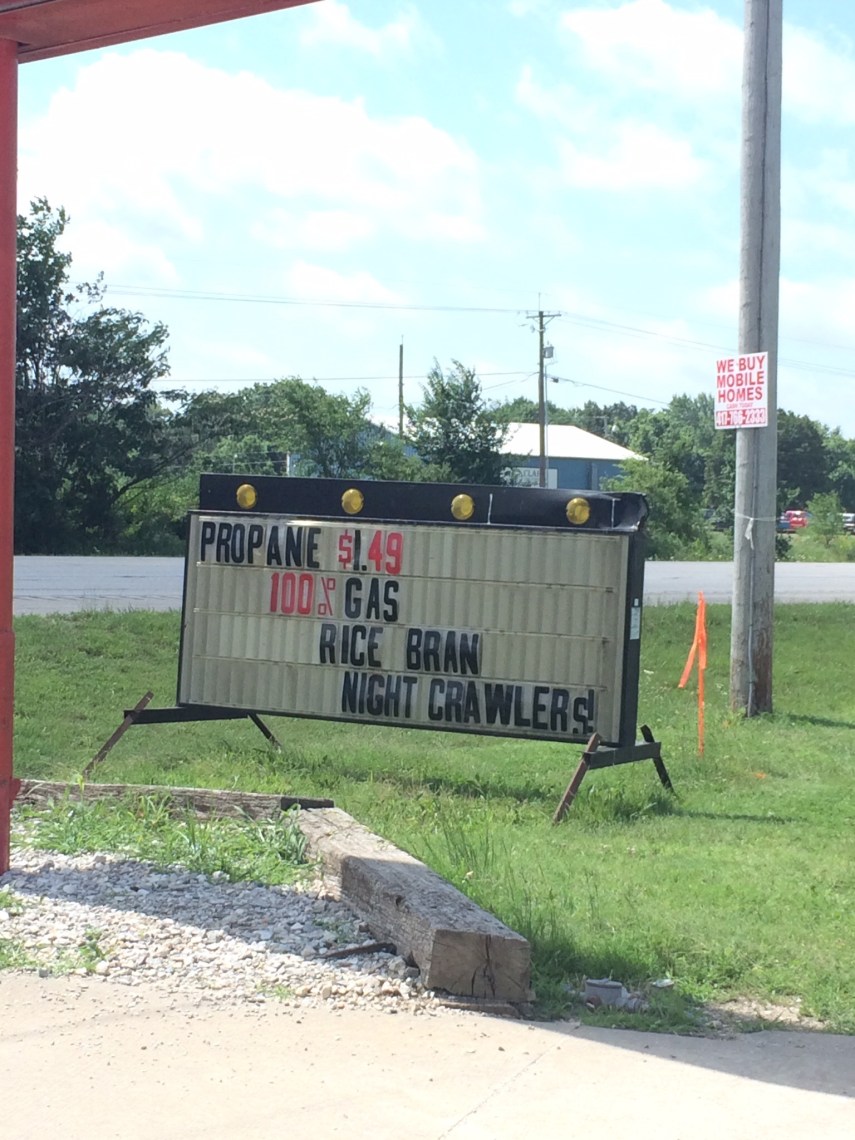 PROPANE $1.49
100% GAS
RICE BRAN
NIGHT CRAWLERS!
WE BUY
MOBILE
HOMES